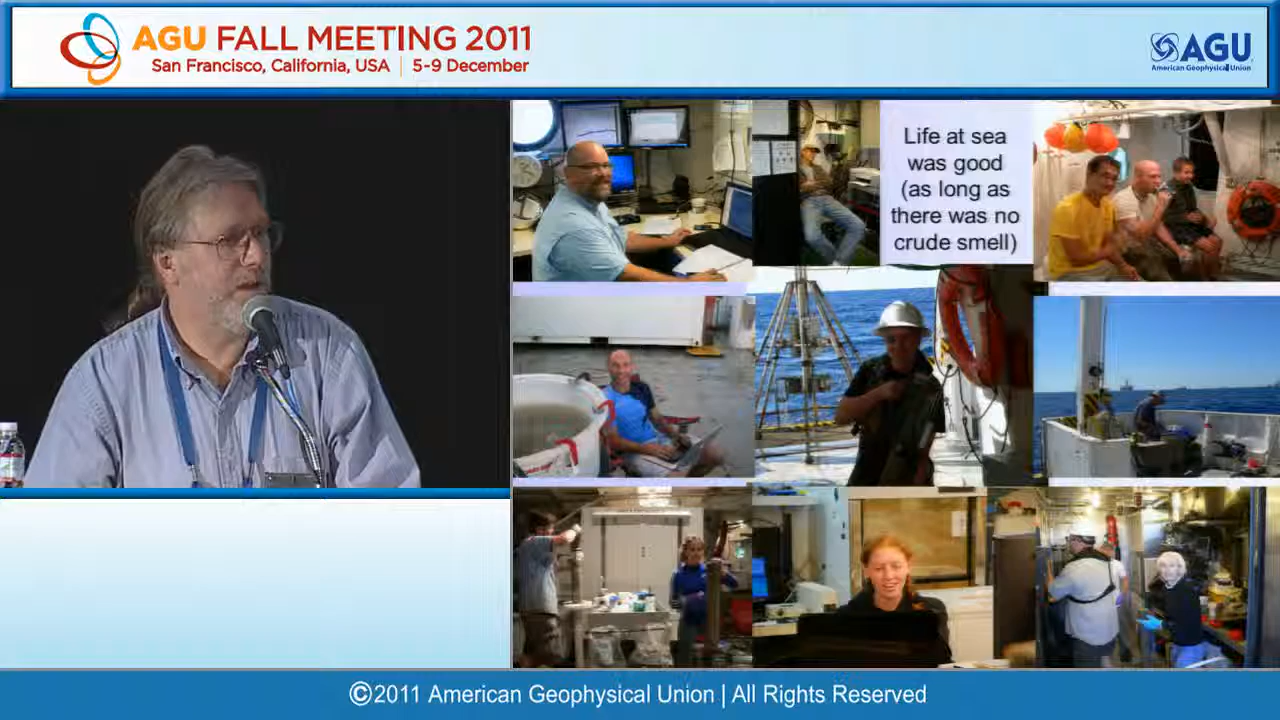 AGU FALL MEETING 2011
San Francisco, California, USA | 5-9 December
AGU
American Geophysical Union
Life at sea
was good
(as long as
there was no
crude smell)
©2011 American Geophysical Union | All Rights Reserved